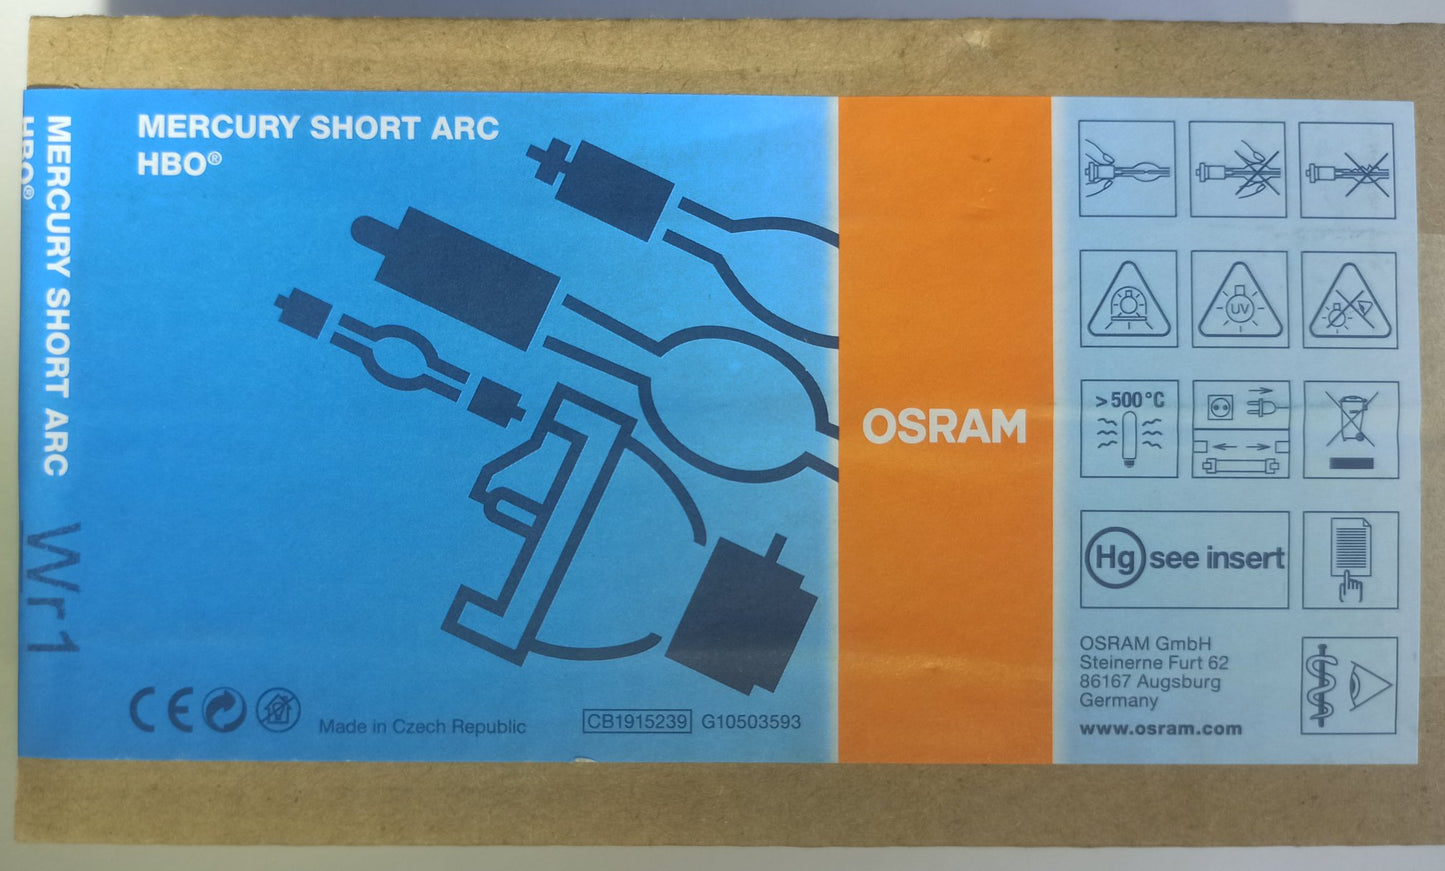 MERCURY SHORT ARC
HBO®
MERCURY SHORT ARC
HBO®
Wr1
CE
Made in Czech Republic
CB1915239 G10503593
OSRAM
UV
> 500 °C
Hg see insert
OSRAM GmbH
Steinerne Furt 62
86167 Augsburg
Germany
www.osram.com